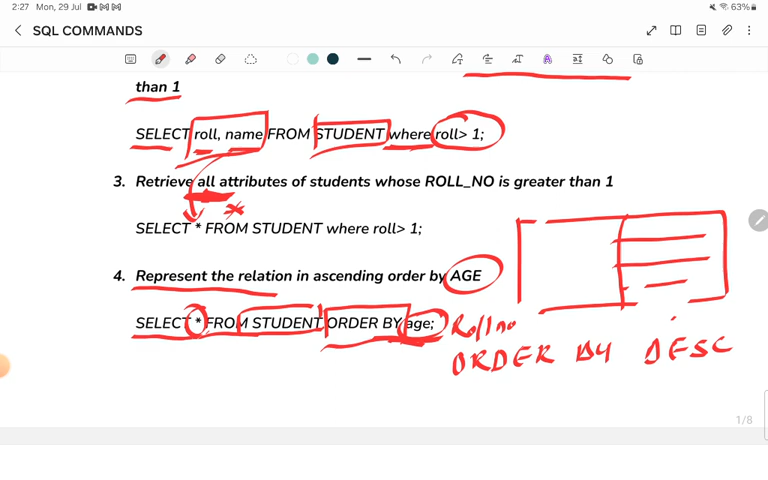 2:27 Mon, 29 Jul 63%
SQL COMMANDS
than 1
SELECT roll, name FROM STUDENT where roll> 1;
3. Retrieve all attributes of students whose ROLL_NO is greater than 1
SELECT * FROM STUDENT where roll> 1;
4. Represent the relation in ascending order by AGE
SELECT * FROM STUDENT ORDER BY age; Roll no
ORDER BY DESC
1/8